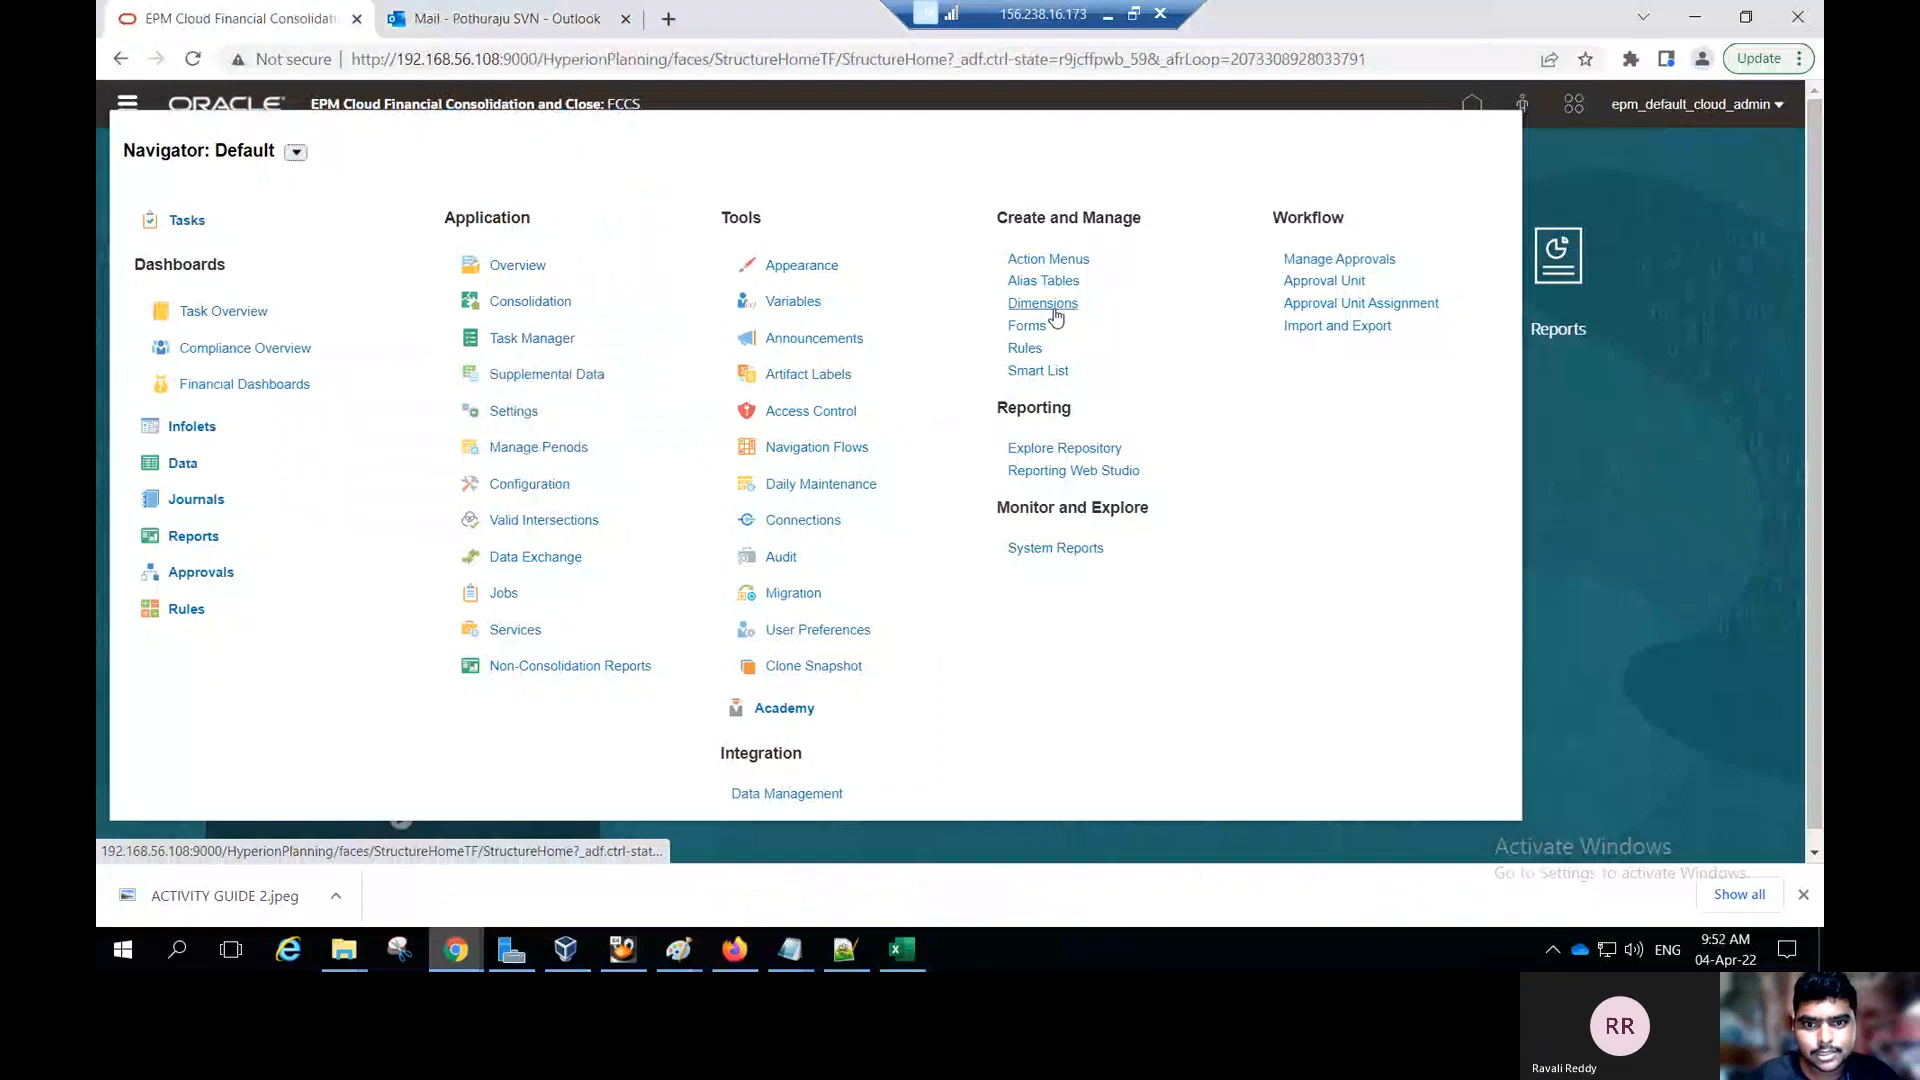 EPM Cloud Financial Consolidati
Mail - Pothuraju SVN - Outlook
156.238.16.173
Not secure
http://192.168.56.108:9000/HyperionPlanning/faces/StructureHomeTF/StructureHome?_adf.ctrl-state=r9jcffpwb_59&_afrLoop=2073308928033791
Update
ORACLE
EPM Cloud Financial Consolidation and Close: FCCS
epm_default_cloud_admin
Navigator: Default
Tasks
Dashboards
Task Overview
Compliance Overview
Financial Dashboards
Infolets
Data
Journals
Reports
Approvals
Rules
Application
Overview
Consolidation
Task Manager
Supplemental Data
Settings
Manage Periods
Configuration
Valid Intersections
Data Exchange
Jobs
Services
Non-Consolidation Reports
Tools
Appearance
Variables
Announcements
Artifact Labels
Access Control
Navigation Flows
Daily Maintenance
Connections
Audit
Migration
User Preferences
Clone Snapshot
Academy
Integration
Data Management
Create and Manage
Action Menus
Alias Tables
Dimensions
Forms
Rules
Smart List
Reporting
Explore Repository
Reporting Web Studio
Monitor and Explore
System Reports
Workflow
Manage Approvals
Approval Unit
Approval Unit Assignment
Import and Export
Reports
Activate Windows
Go to Settings to activate Windows.
192.168.56.108:9000/HyperionPlanning/faces/StructureHomeTF/StructureHome?_adf.ctrl-stat...
ACTIVITY GUIDE 2.jpeg
Show all
ENG
9:52 AM
04-Apr-22
RR
Ravali Reddy